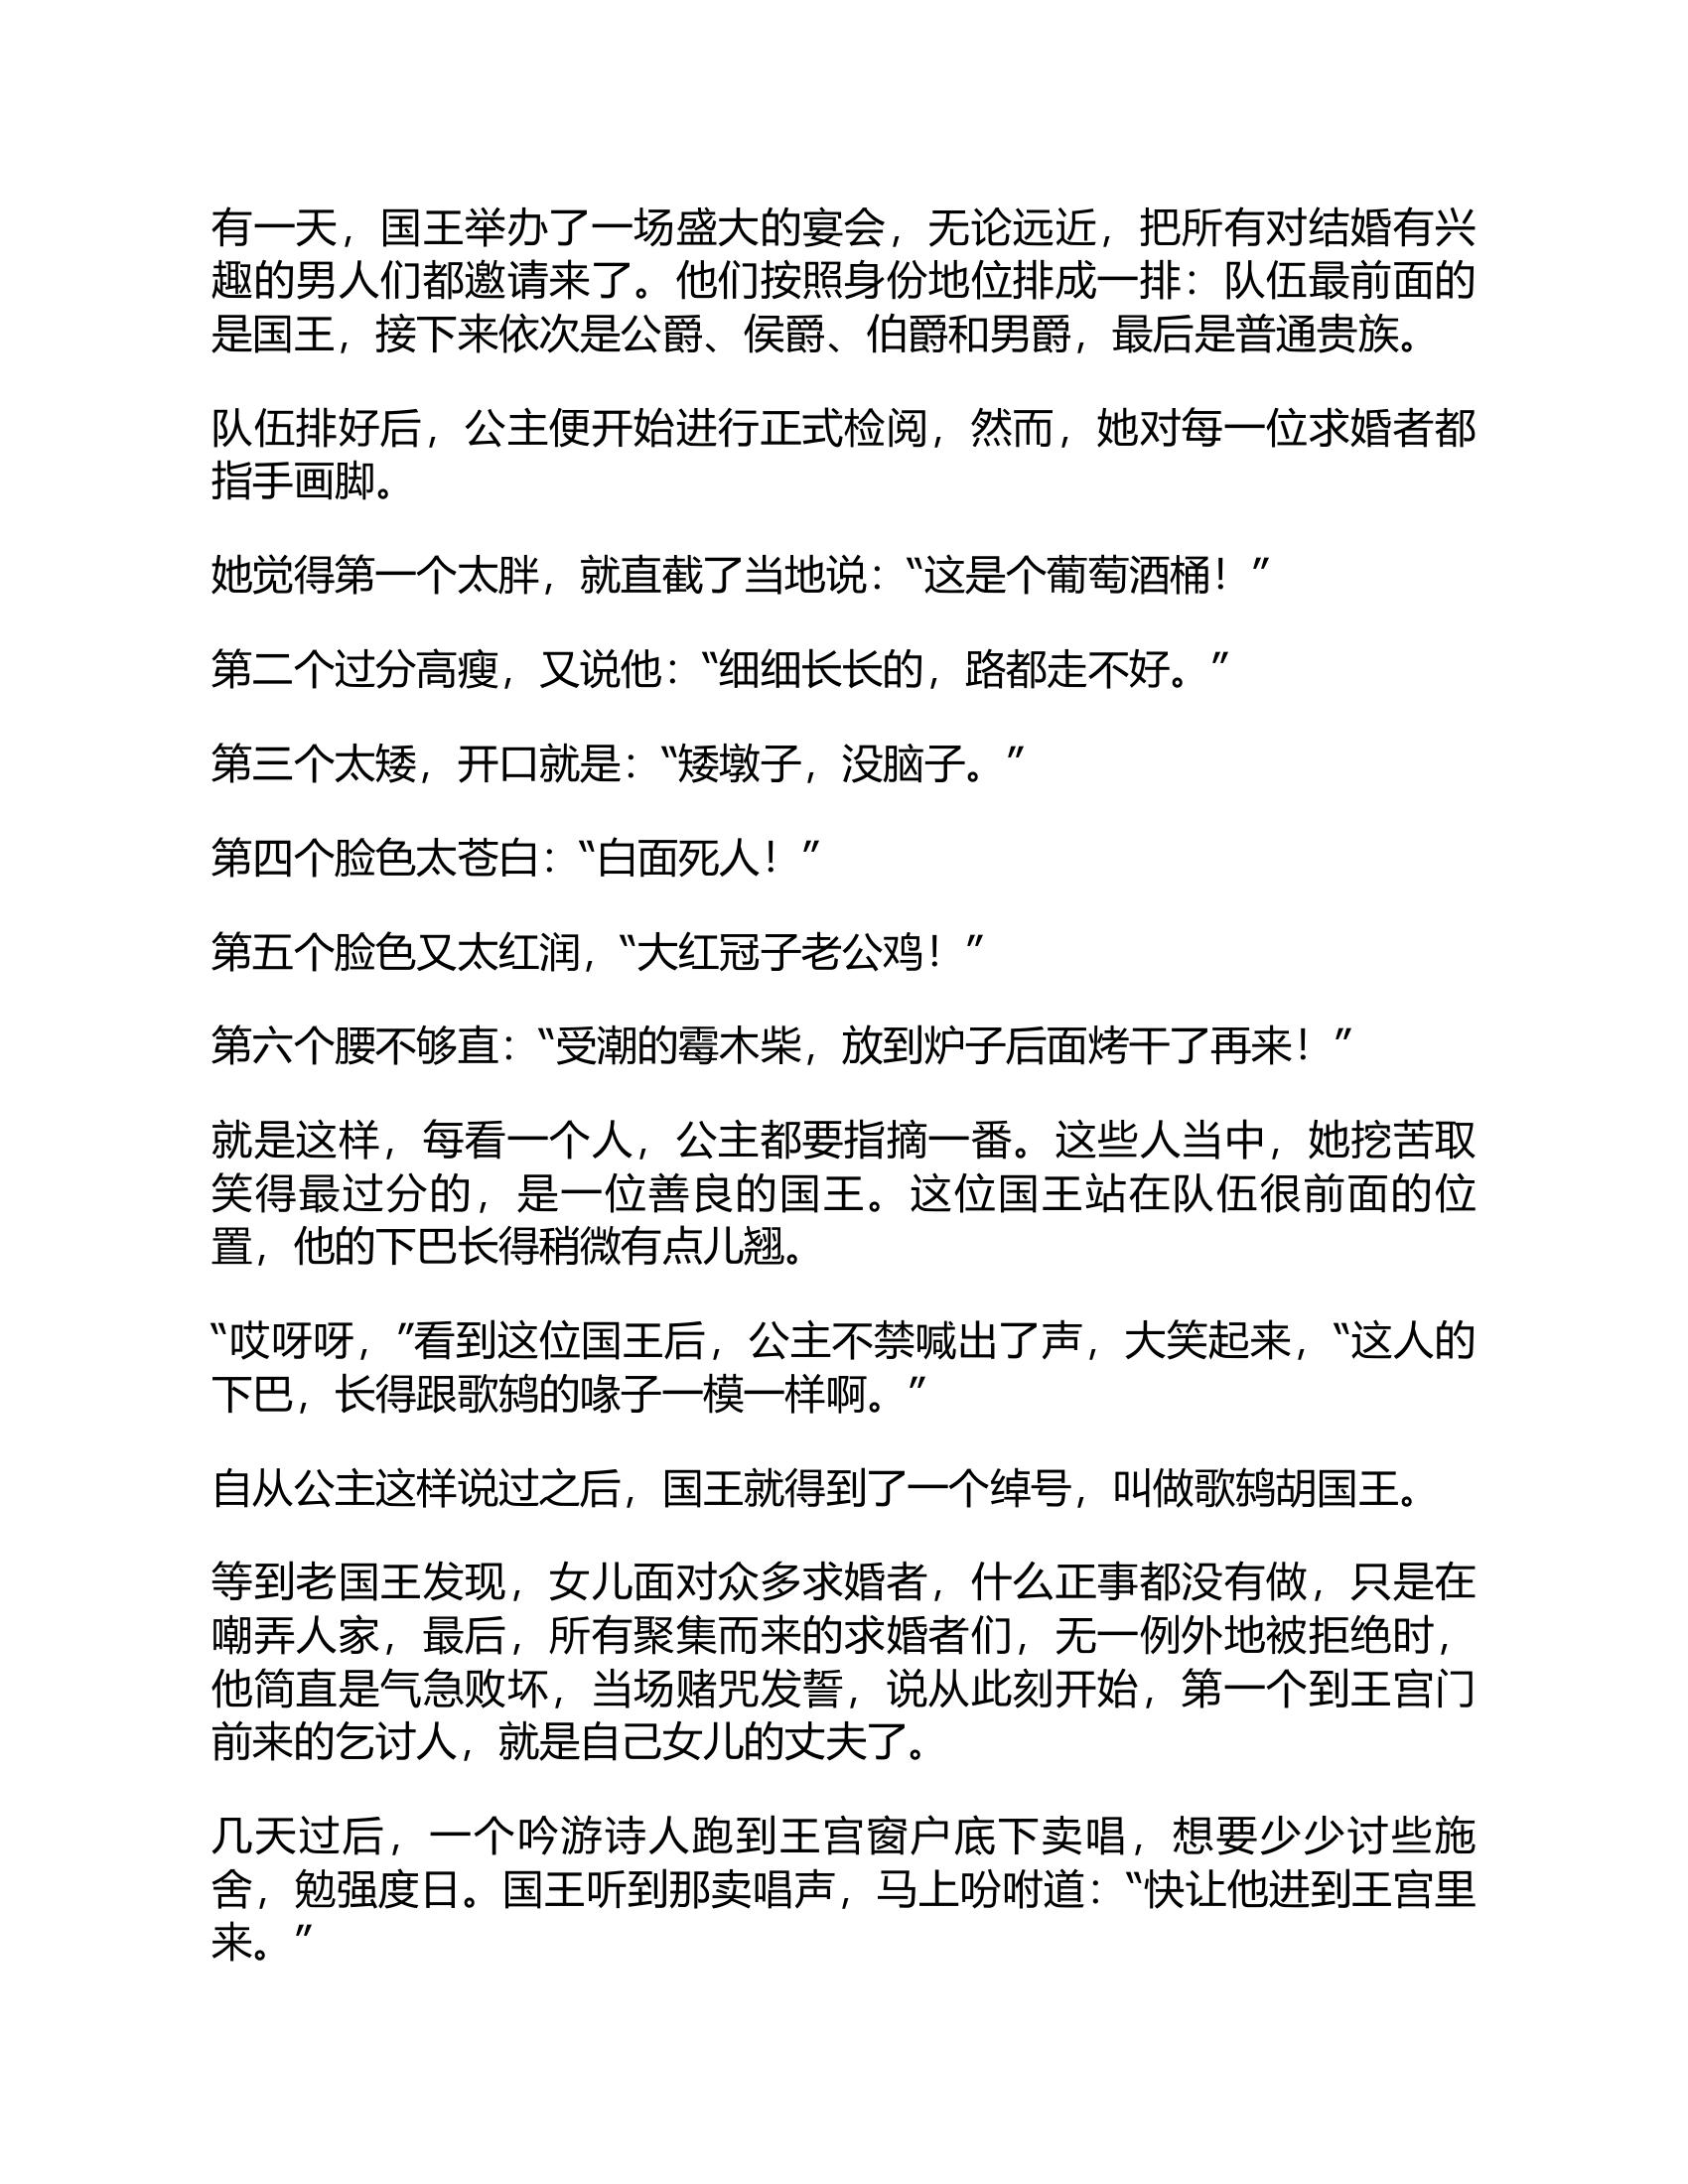 有一天，国王举办了一场盛大的宴会，无论远近，把所有对结婚有兴
趣的男人们都邀请来了。他们按照身份地位排成一排：队伍最前面的
是国王，接下来依次是公爵、侯爵、伯爵和男爵，最后是普通贵族。
队伍排好后，公主便开始进行正式检阅，然而，她对每一位求婚者都
指手画脚。
她觉得第一个太胖，就直截了当地说：“这是个葡萄酒桶！”
第二个过分高瘦，又说他：“细细长长的，路都走不好。”
第三个太矮，开口就是：“矮墩子，没脑子。”
第四个脸色太苍白：“白面死人！”
第五个脸色又太红润，“大红冠子老公鸡！”
第六个腰不够直：“受潮的霉木柴，放到炉子后面烤干了再来！”
就是这样，每看一个人，公主都要指摘一番。这些人当中，她挖苦取
笑得最过分的，是一位善良的国王。这位国王站在队伍很前面的位
置，他的下巴长得稍微有点儿翘。
“哎呀呀，”看到这位国王后，公主不禁喊出了声，大笑起来，“这人的
下巴，长得跟歌鸫的喙子一模一样啊。”
自从公主这样说过之后，国王就得到了一个绰号，叫做歌鸫胡国王。
等到老国王发现，女儿面对众多求婚者，什么正事都没有做，只是在
嘲弄人家，最后，所有聚集而来的求婚者们，无一例外地被拒绝时，
他简直是气急败坏，当场赌咒发誓，说从此刻开始，第一个到王宫门
前来的乞讨人，就是自己女儿的丈夫了。
几天过后，一个吟游诗人跑到王宫窗户底下卖唱，想要少少讨些施
舍，勉强度日。国王听到那卖唱声，马上吩咐道：“快让他进到王宫里
来。”